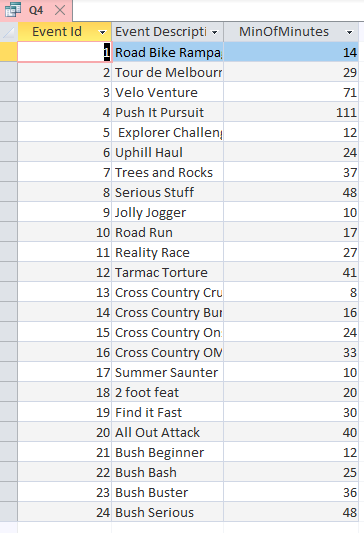 Q4
Event Id Event Descripti MinOfMinutes
1 Road Bike Rampa 14
2 Tour de Melbourn 29
3 Velo Venture 71
4 Push It Pursuit 111
5 Explorer Challen 12
6 Uphill Haul 24
7 Trees and Rocks 37
8 Serious Stuff 48
9 Jolly Jogger 10
10 Road Run 17
11 Reality Race 27
12 Tarmac Torture 41
13 Cross Country Cru 8
14 Cross Country Bur 16
15 Cross Country On 24
16 Cross Country OM 33
17 Summer Saunter 10
18 2 foot feat 20
19 Find it Fast 30
20 All Out Attack 40
21 Bush Beginner 12
22 Bush Bash 25
23 Bush Buster 36
24 Bush Serious 48